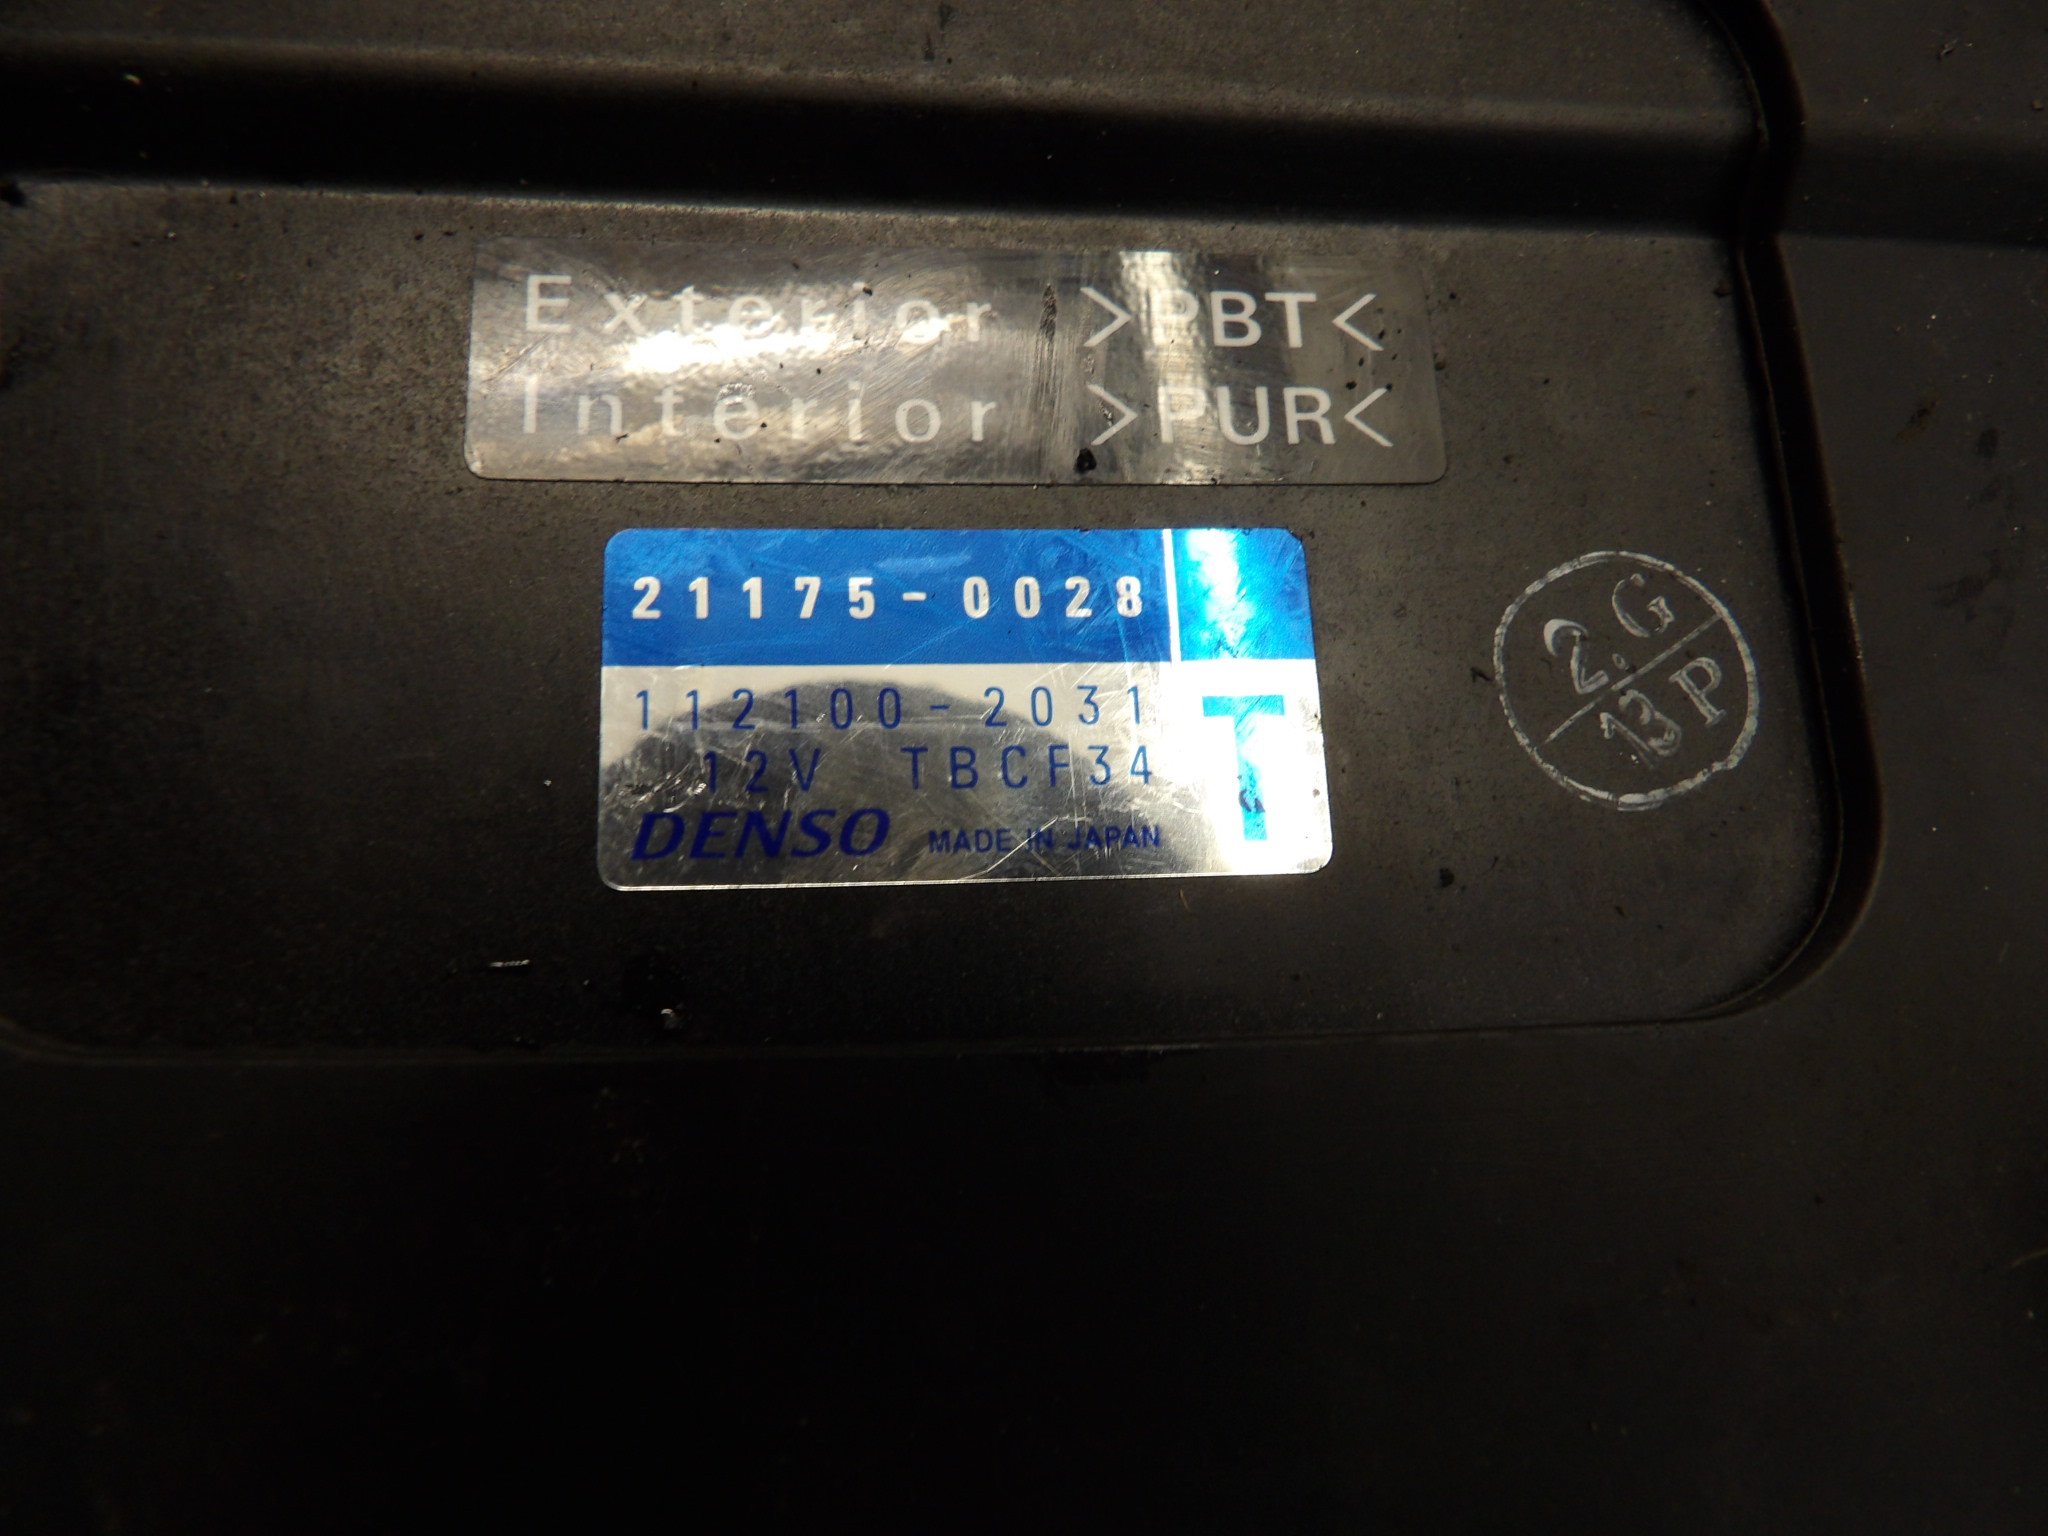 Exterior >PBT<
Interior >PUR<
21175-0028
112100-2031
12V TBCF34
T
DENSO MADE IN JAPAN
2.G
13P